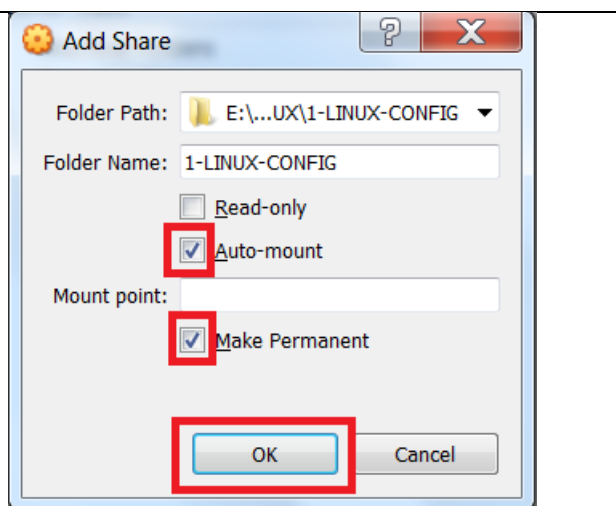 Add Share
?
X
Folder Path: E:\...UX\1-LINUX-CONFIG
Folder Name: 1-LINUX-CONFIG
Read-only
Auto-mount
Mount point:
Make Permanent
OK Cancel